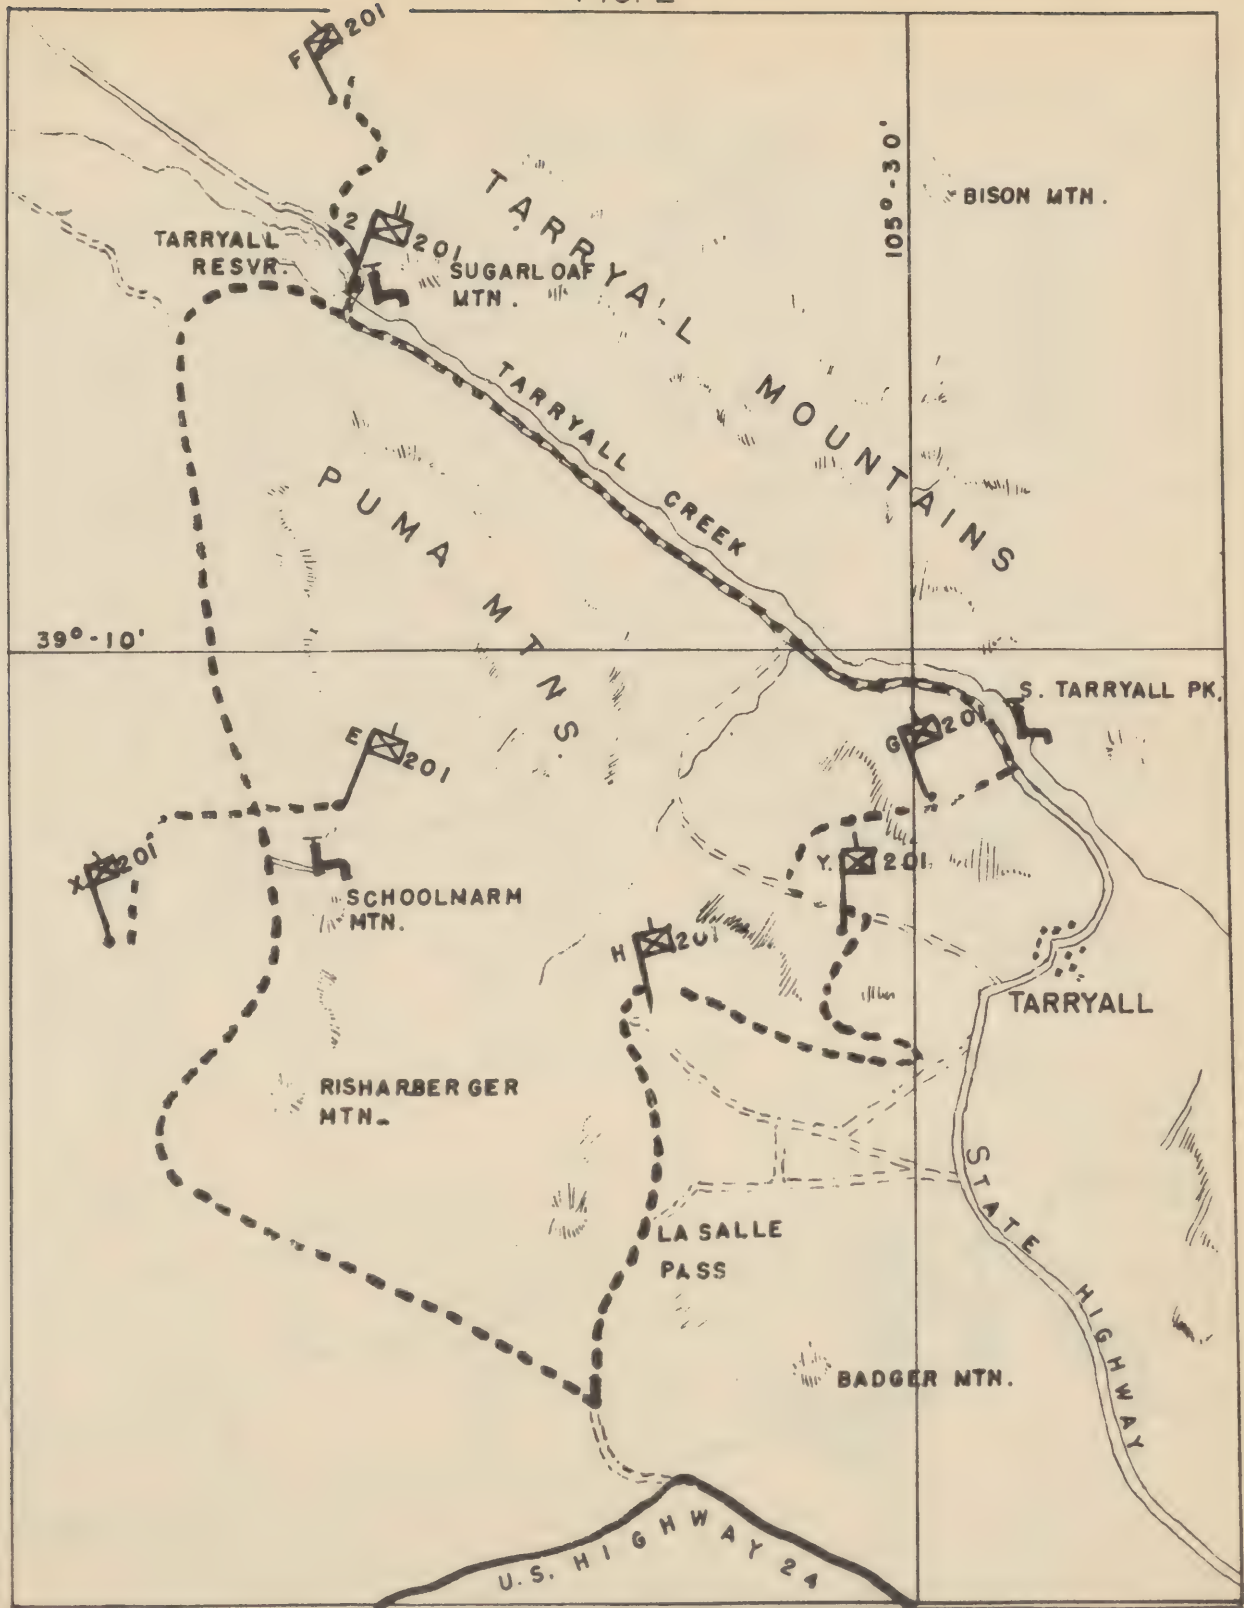 F 201
2 201
TARRYALL
RESVR.
SUGARLOAF
MTN.
TARRYALL MOUNTAINS
105°-30'
BISON MTN.
TARRYALL CREEK
PUMA MTNS.
39°-10'
S. TARRYALL PK.
G 201
E 201
X 201
Y. 201
SCHOOLNARM
MTN.
H 201
TARRYALL
RISHARBERGER
MTN.
STATE HIGHWAY
LA SALLE
PASS
BADGER MTN.
U.S. HIGHWAY 24